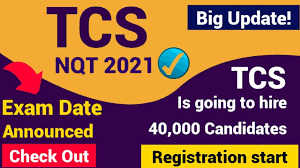 TCS
NQT 2021
Big Update!
Exam Date
Announced
Check Out
TCS
Is going to hire
40,000 Candidates
Registration start